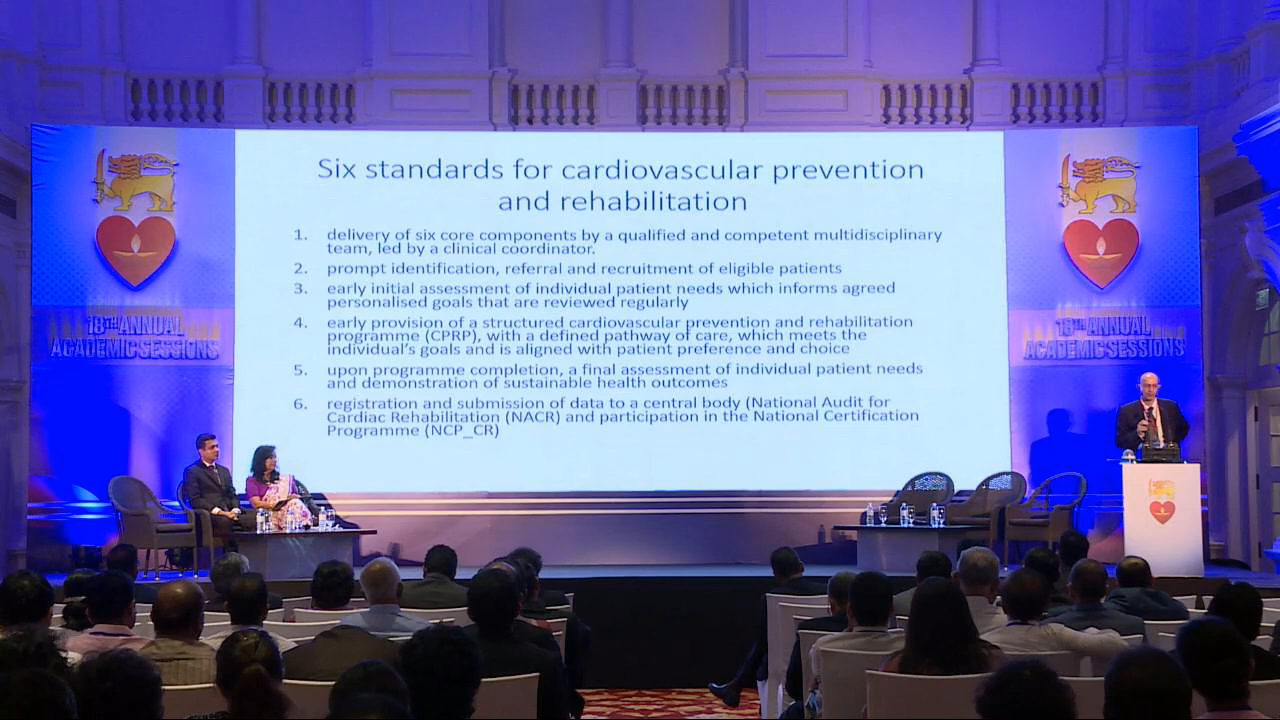 Six standards for cardiovascular prevention
and rehabilitation
1. delivery of six core components by a qualified and competent multidisciplinary
team, led by a clinical coordinator.
2. prompt identification, referral and recruitment of eligible patients
3. early initial assessment of individual patient needs which informs agreed
personalised goals that are reviewed regularly
4. early provision of a structured cardiovascular prevention and rehabilitation
programme (CPRP), with a defined pathway of care, which meets the
individual's goals and is aligned with patient preference and choice
5. upon programme completion, a final assessment of individual patient needs
and demonstration of sustainable health outcomes
6. registration and submission of data to a central body (National Audit for
Cardiac Rehabilitation (NACR) and participation in the National Certification
Programme (NCP_CR)
18TH ANNUAL
ACADEMIC SESSIONS
18TH ANNUAL
ACADEMIC SESSIONS